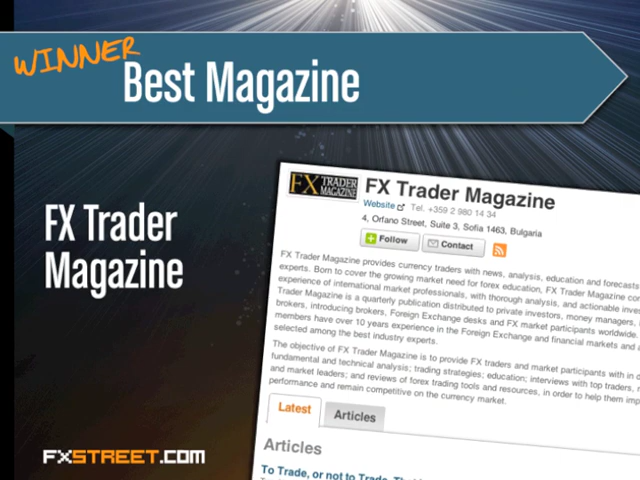 WINNER
Best Magazine
FX Trader
Magazine
FX TRADER
MAGAZINE
FX Trader Magazine
Website Tel. +359 2 980 14 34
4, Orfano Street, Suite 3, Sofia 1463, Bulgaria
Follow
Contact
FX Trader Magazine provides currency traders with news, analysis, education and forecasts
experts. Born to cover the growing market need for forex education, FX Trader Magazine
experience of international market professionals, with thorough analysis, and actionable
Trader Magazine is a quarterly publication distributed to private investors, money managers,
brokers, introducing brokers, Foreign Exchange desks and FX market participants worldwide.
members have over 10 years experience in the Foreign Exchange and financial markets and
selected among the best industry experts.
The objective of FX Trader Magazine is to provide FX traders and market participants with in
fundamental and technical analysis; trading strategies; education; interviews with top traders,
and market leaders; and reviews of forex trading tools and resources, in order to help them
performance and remain competitive on the currency market.
Latest
Articles
Articles
To Trade, or not to Trade,
FXSTREET.COM